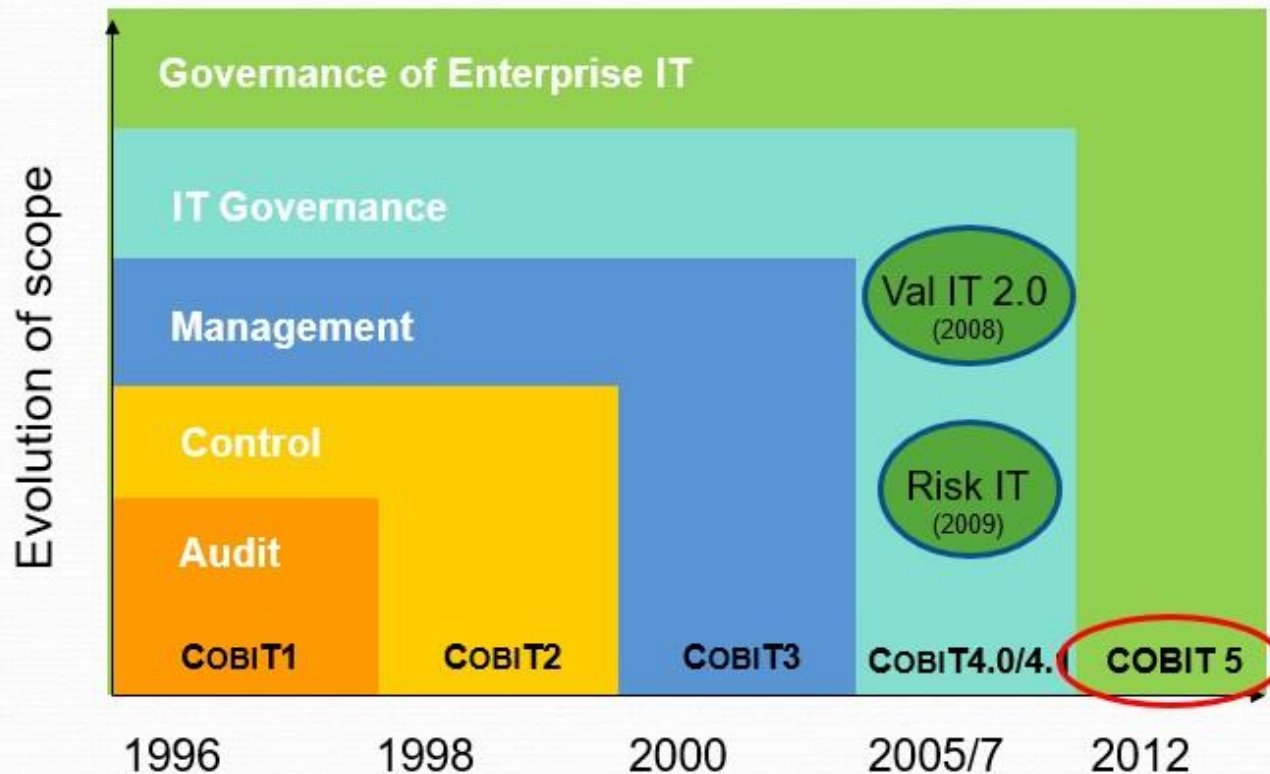 Governance of Enterprise IT
IT Governance
Val IT 2.0
(2008)
Management
Control
Risk IT
(2009)
Audit
COBIT1
COBIT2
COBIT3
COBIT4.0/4.1
COBIT 5
1996
1998
2000
2005/7
2012
Evolution of scope